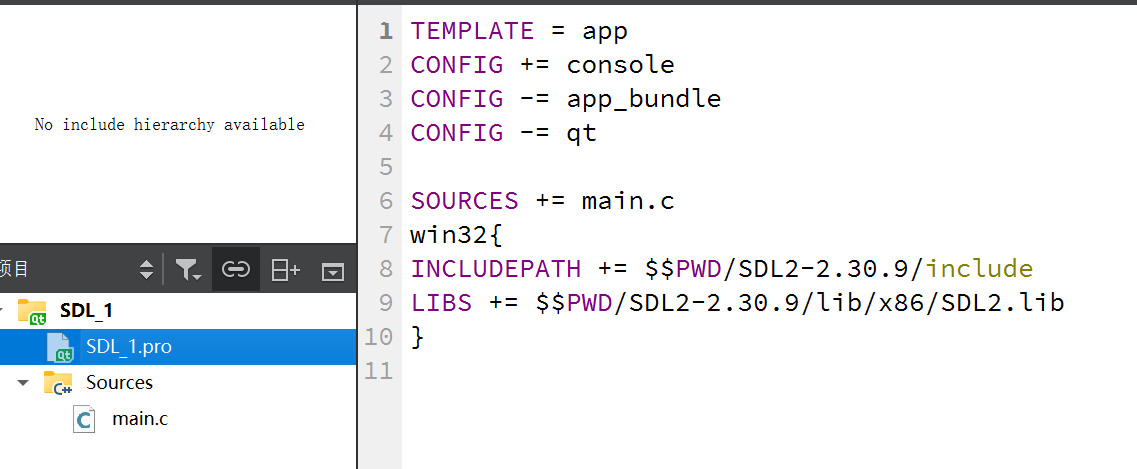 No include hierarchy available
项目
SDL_1
SDL_1.pro
Sources
main.c
1 TEMPLATE = app
2 CONFIG += console
3 CONFIG -= app_bundle
4 CONFIG -= qt
5
6 SOURCES += main.c
7 win32{
8 INCLUDEPATH += $$PWD/SDL2-2.30.9/include
9 LIBS += $$PWD/SDL2-2.30.9/lib/x86/SDL2.lib
10 }
11